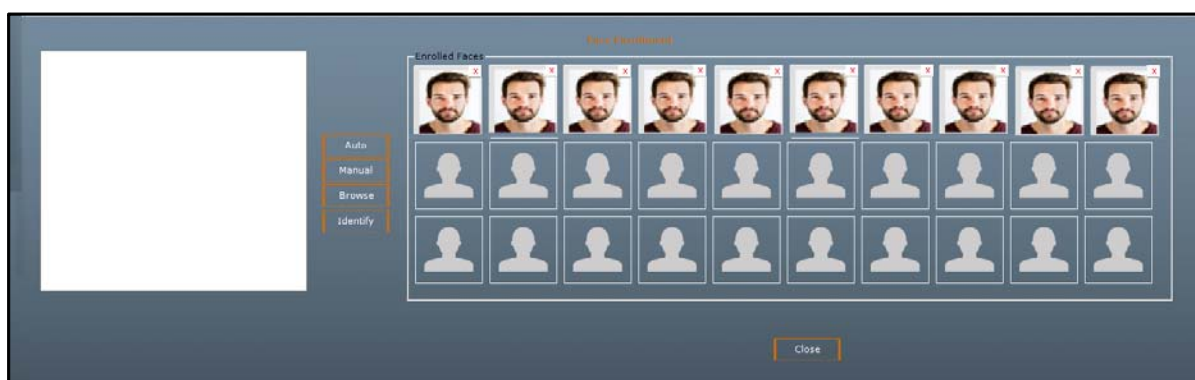 Face Enrollment
Enrolled Faces
X X X X X X X X X X
Auto
Manual
Browse
Identify
Close